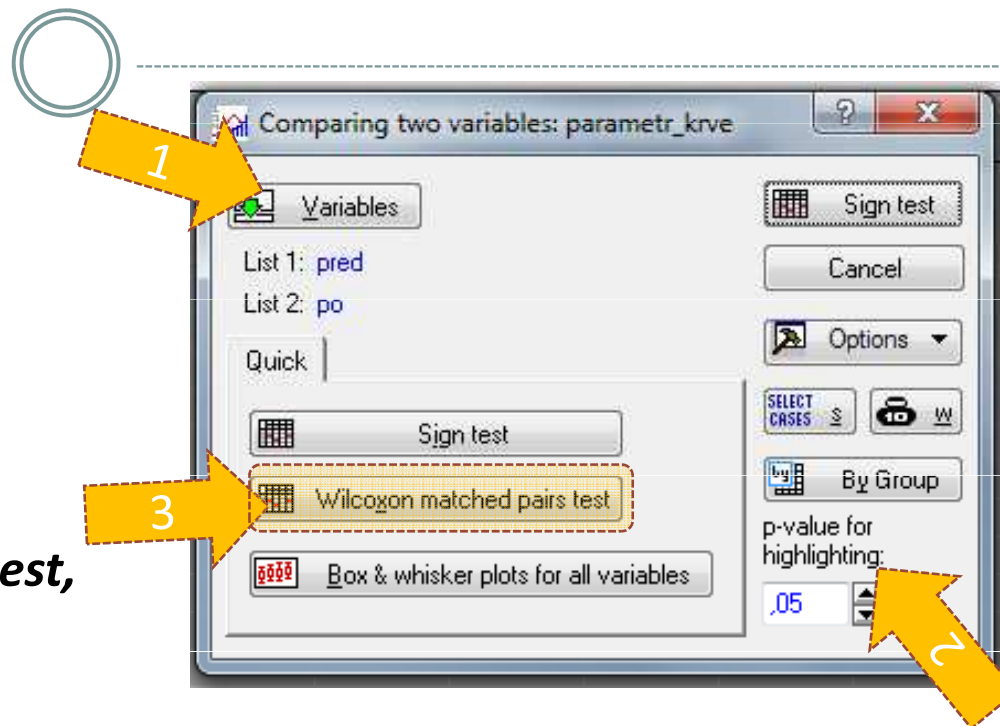 1
Comparing two variables: parametr_krve
?
X
Variables
Sign test
List 1: pred
Cancel
List 2: po
Options
Quick
SELECT CASES S
W
Sign test
By Group
3
Wilcoxon matched pairs test
p-value for
highlighting:
est,
Box & whisker plots for all variables
,05
2